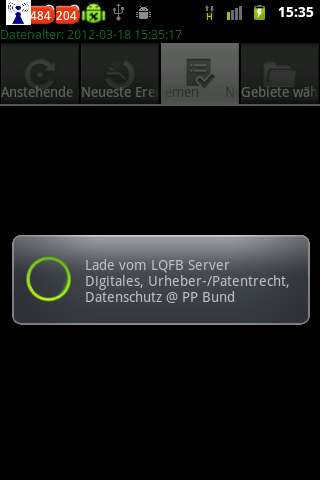 484 204 H 15:35
Datenalter: 2012-03-18 15:35:17
Anstehende Neueste Ere emen N Gebiete wäh
Lade vom LQFB Server
Digitales, Urheber-/Patentrecht,
Datenschutz @ PP Bund